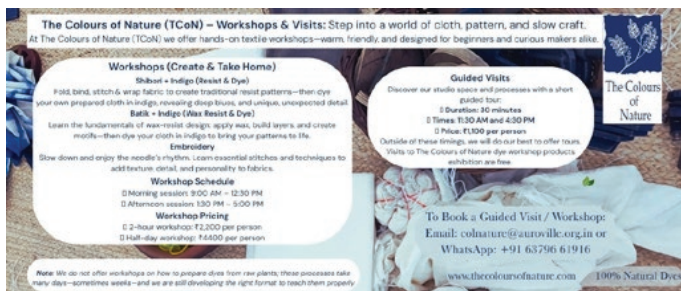 The Colours of Nature (TCoN) – Workshops & Visits: Step into a world of cloth, pattern, and slow craft.
At The Colours of Nature (TCoN) we offer hands-on textile workshops—warm, friendly, and designed for beginners and curious makers alike.
Workshops (Create & Take Home)
Shibori + Indigo (Resist & Dye)
Fold, bind, stitch & wrap fabric to create traditional resist patterns—then dye
your own prepared cloth in indigo, revealing deep blues, and unique, unexpected detail.
Batik + Indigo (Wax Resist & Dye)
Learn the fundamentals of wax-resist design, apply wax, build layers, and create
motifs—then dye your cloth in indigo to bring your patterns to life.
Embroidery
Slow down and enjoy the needle's rhythm. Learn essential stitches and techniques to
add texture, detail, and personality to fabrics.
Workshop Schedule
Morning session: 9:00 AM – 12:30 PM
Afternoon session: 1:30 PM – 5:00 PM
Workshop Pricing
2-hour workshop: ₹2,200 per person
Half-day workshop: ₹4400 per person
Note: We do not offer workshops on how to prepare dyes from raw plants; these processes take
many days—sometimes weeks—and we are still developing the right format to teach them properly
Guided Visits
Discover our studio space and processes with a short
guided tour:
Duration: 30 minutes
Times: 11:30 AM and 4:30 PM
Price: ₹1,100 per person
Outside of these timings, we will do our best to offer tours.
Visits to The Colours of Nature dye workshop products
exhibition are free.
The Colours
of
Nature
To Book a Guided Visit / Workshop:
Email: colnature@auroville.org.in or
WhatsApp: +91 63796 61916
www.thecoloursofnature.com 100% Natural Dyes